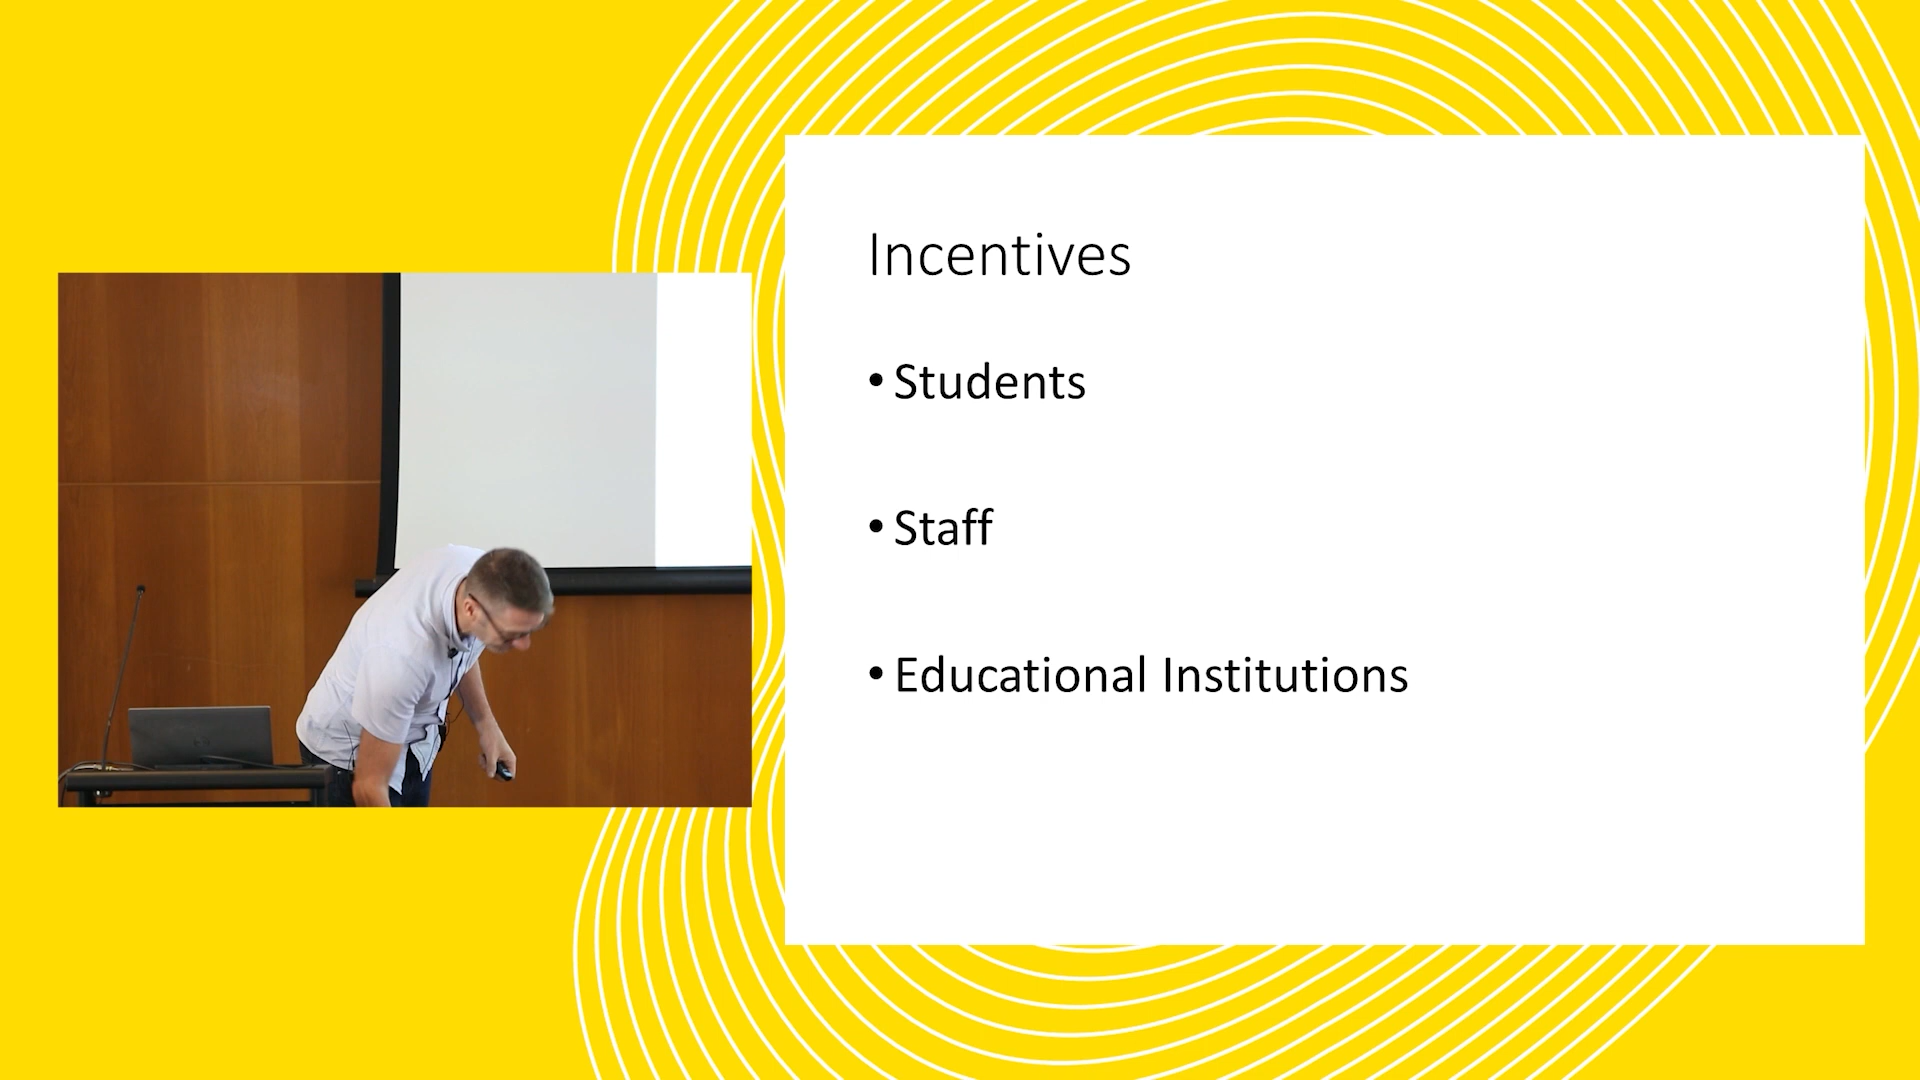 Incentives
• Students
• Staff
• Educational Institutions